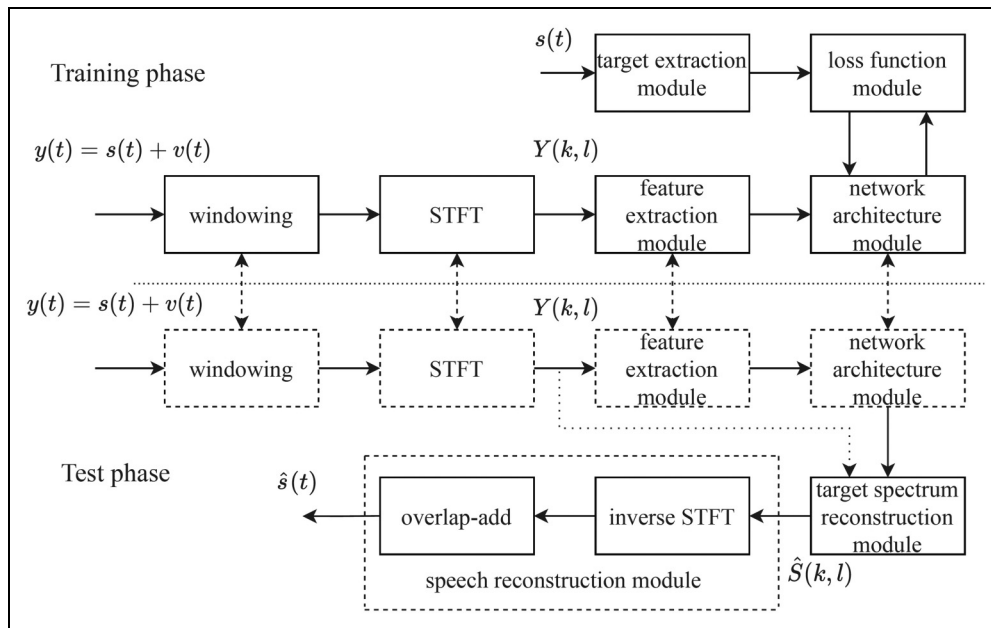 s(t)
Training phase
target extraction
module
loss function
module
y(t) = s(t) + v(t)
Y(k, l)
windowing
STFT
feature
extraction
module
network
architecture
module
y(t) = s(t) + v(t)
Y(k, l)
windowing
STFT
feature
extraction
module
network
architecture
module
Test phase
ŝ(t)
overlap-add
inverse STFT
target spectrum
reconstruction
module
speech reconstruction module
Ŝ(k, l)